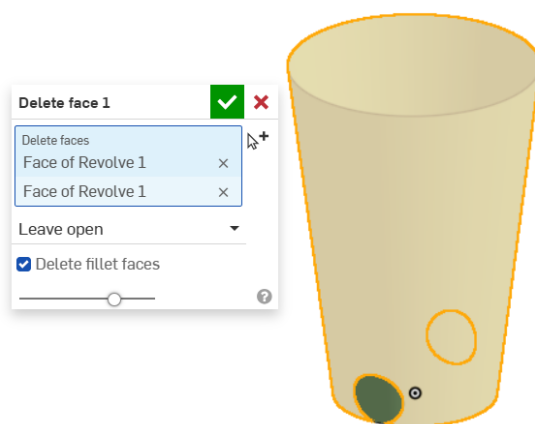 Delete face 1
Delete faces
Face of Revolve 1
Face of Revolve 1
Leave open
Delete fillet faces